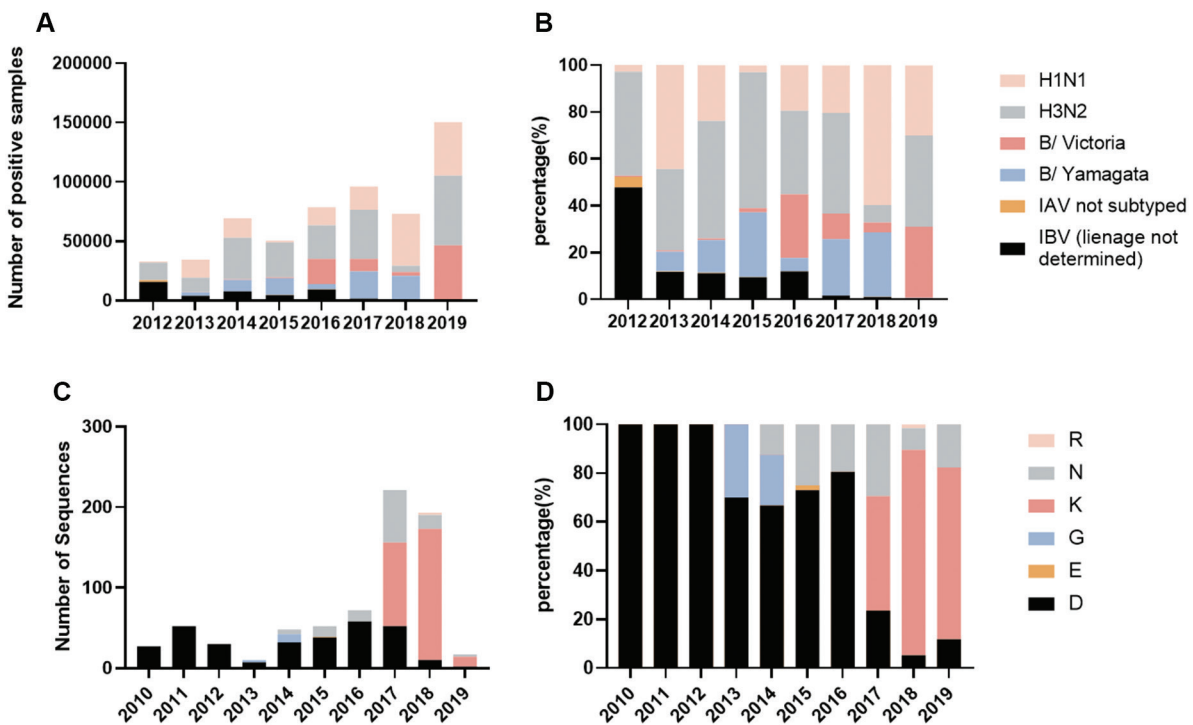 A
Number of positive samples
200000
150000
100000
50000
0
2012 2013 2014 2015 2016 2017 2018 2019
B
percentage(%)
100
80
60
40
20
0
2012 2013 2014 2015 2016 2017 2018 2019
H1N1
H3N2
B/ Victoria
B/ Yamagata
IAV not subtyped
IBV (lienage not
determined)
C
Number of Sequences
300
200
100
0
2010 2011 2012 2013 2014 2015 2016 2017 2018 2019
D
percentage(%)
100
80
60
40
20
0
2010 2011 2012 2013 2014 2015 2016 2017 2018 2019
R
N
K
G
E
D